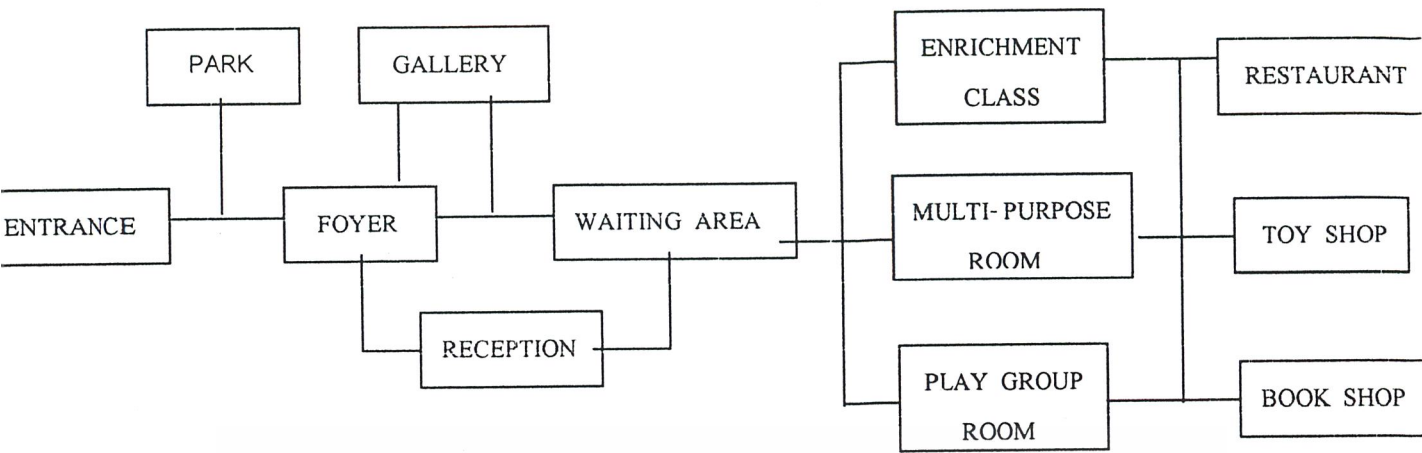 PARK
GALLERY
ENRICHMENT
CLASS
RESTAURANT
ENTRANCE
FOYER
WAITING AREA
MULTI-PURPOSE
ROOM
TOY SHOP
RECEPTION
PLAY GROUP
ROOM
BOOK SHOP